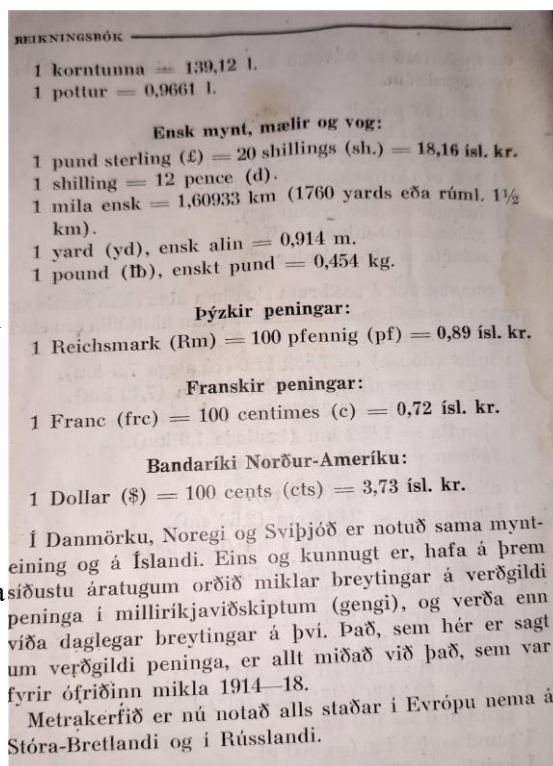 REIKNINGSBÓK
1 korntunna = 139,12 l.
1 pottur = 0,9661 l.
Ensk mynt, mælir og vog:
1 pund sterling (£) = 20 shillings (sh.) = 18,16 ísl. kr.
1 shilling = 12 pence (d).
1 míla ensk = 1,60933 km (1760 yards eða rúml. 1½
km).
1 yard (yd), ensk alin = 0,914 m.
1 pound (℔), enskt pund = 0,454 kg.
Þýzkir peningar:
1 Reichsmark (Rm) = 100 pfennig (pf) = 0,89 ísl. kr.
Franskir peningar:
1 Franc (frc) = 100 centimes (c) = 0,72 ísl. kr.
Bandaríki Norður-Ameríku:
1 Dollar ($) = 100 cents (cts) = 3,73 ísl. kr.
Í Danmörku, Noregi og Svíþjóð er notuð sama mynt-
eining og á Íslandi. Eins og kunnugt er, hafa á þrem
síðustu áratugum orðið miklar breytingar á verðgildi
peninga í milliríkjaviðskiptum (gengi), og verða enn
víða daglegar breytingar á því. Það, sem hér er sagt
um verðgildi peninga, er allt miðað við það, sem var
fyrir ófriðinn mikla 1914—18.
Metrakerfið er nú notað alls staðar í Evrópu nema á
Stóra-Bretlandi og í Rússlandi.